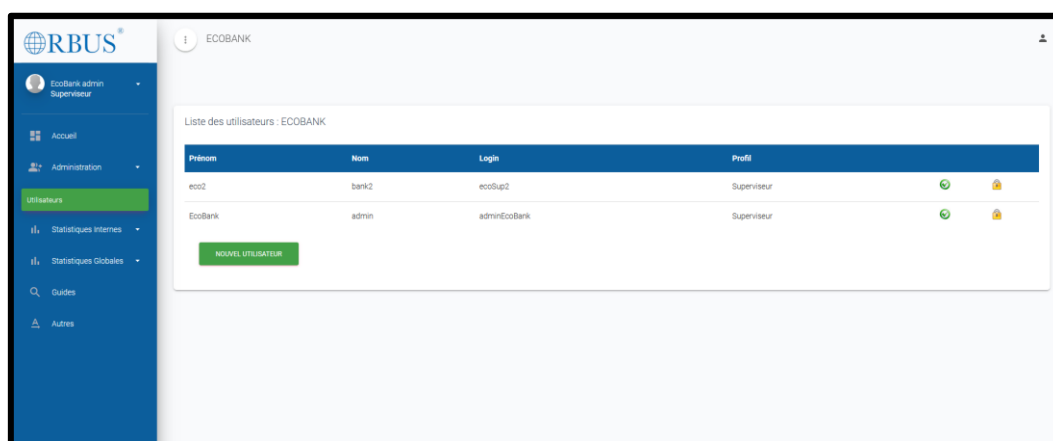 ORBUS®
ECOBANK
EcoBank admin
Superviseur
Accueil
Administration
Utilisateurs
Statistiques Internes
Statistiques Globales
Guides
Autres
Liste des utilisateurs : ECOBANK
Prénom Nom Login Profil
eco2 bank2 ecoSup2 Superviseur
EcoBank admin adminEcoBank Superviseur
NOUVEL UTILISATEUR